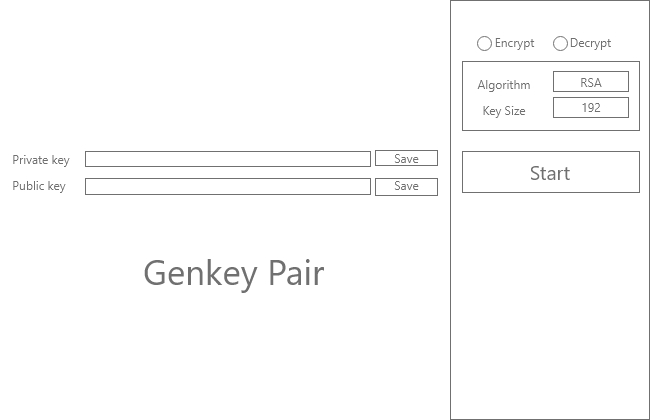 Encrypt Decrypt
Algorithm RSA
Key Size 192
Private key Save
Public key Save
Start
Genkey Pair